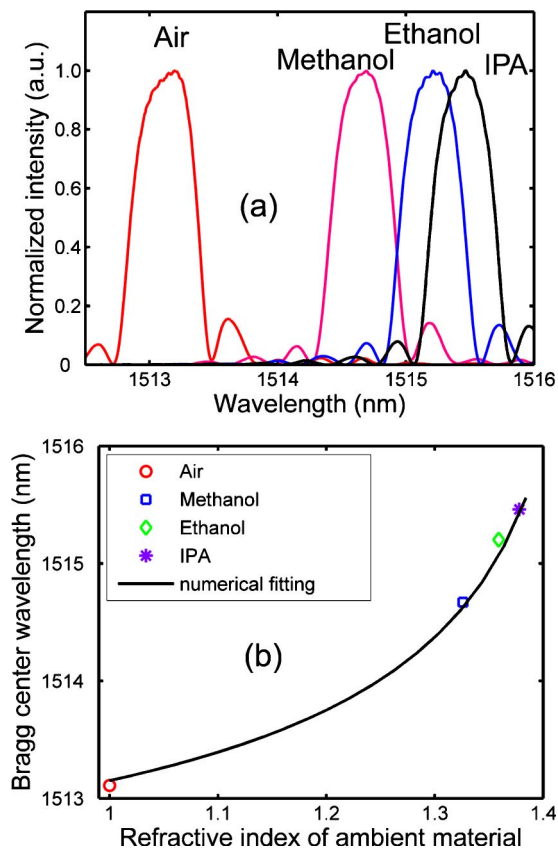 Air
Methanol
Ethanol
IPA
(a)
Normalized intensity (a.u.)
1.0
0.8
0.6
0.4
0.2
0
1513
1514
1515
1516
Wavelength (nm)
Bragg center wavelength (nm)
1516
1515
1514
1513
Air
Methanol
Ethanol
IPA
numerical fitting
(b)
1
1.1
1.2
1.3
1.4
Refractive index of ambient material